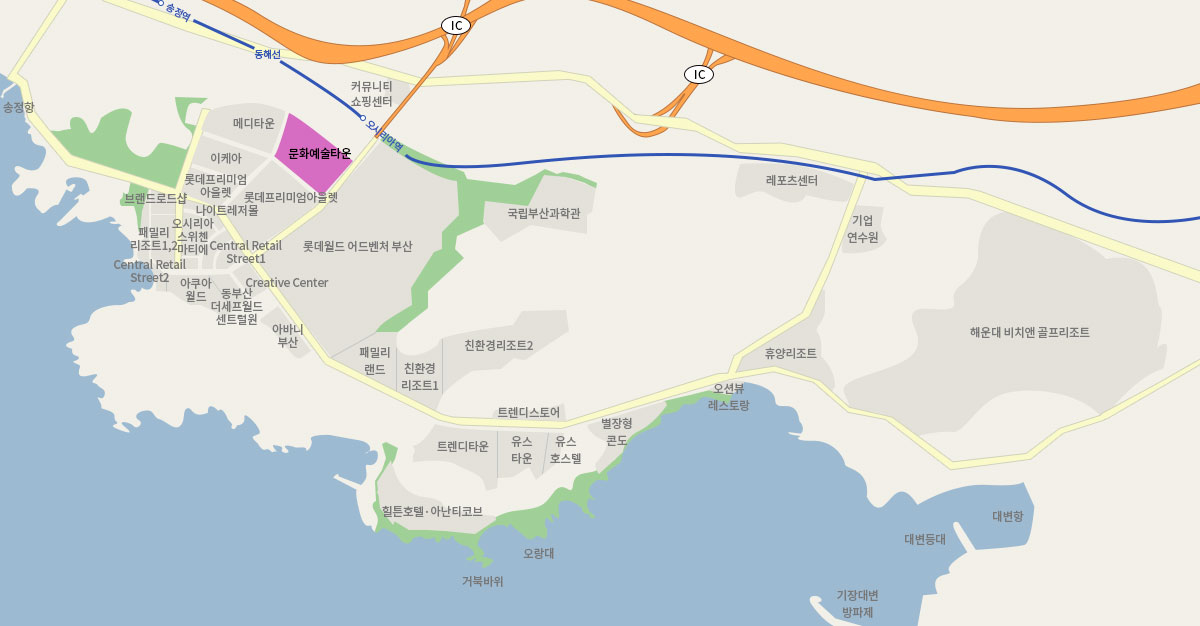 송정역
IC
동해선
IC
커뮤니티
쇼핑센터
송정항
메디타운
오시리아역
문화예술타운
이케아
롯데프리미엄
아울렛
레포츠센터
브랜드로드샵
롯데프리미엄아울렛
나이트레저몰
국립부산과학관
기업
연수원
오시리아
스위첸
마티에
패밀리
리조트1,2
Central Retail
Street1
롯데월드 어드벤처 부산
Central Retail
Street2
아쿠아
월드
Creative Center
동부산
더세프월드
센트럴원
아바니
부산
해운대 비치앤 골프리조트
친환경리조트2
패밀리
랜드
친환경
리조트1
휴양리조트
오션뷰
레스토랑
트렌디스토어
별장형
콘도
트렌디타운
유스
타운
유스
호스텔
힐튼호텔·아난티코브
대변항
대변등대
오랑대
거북바위
기장대변
방파제